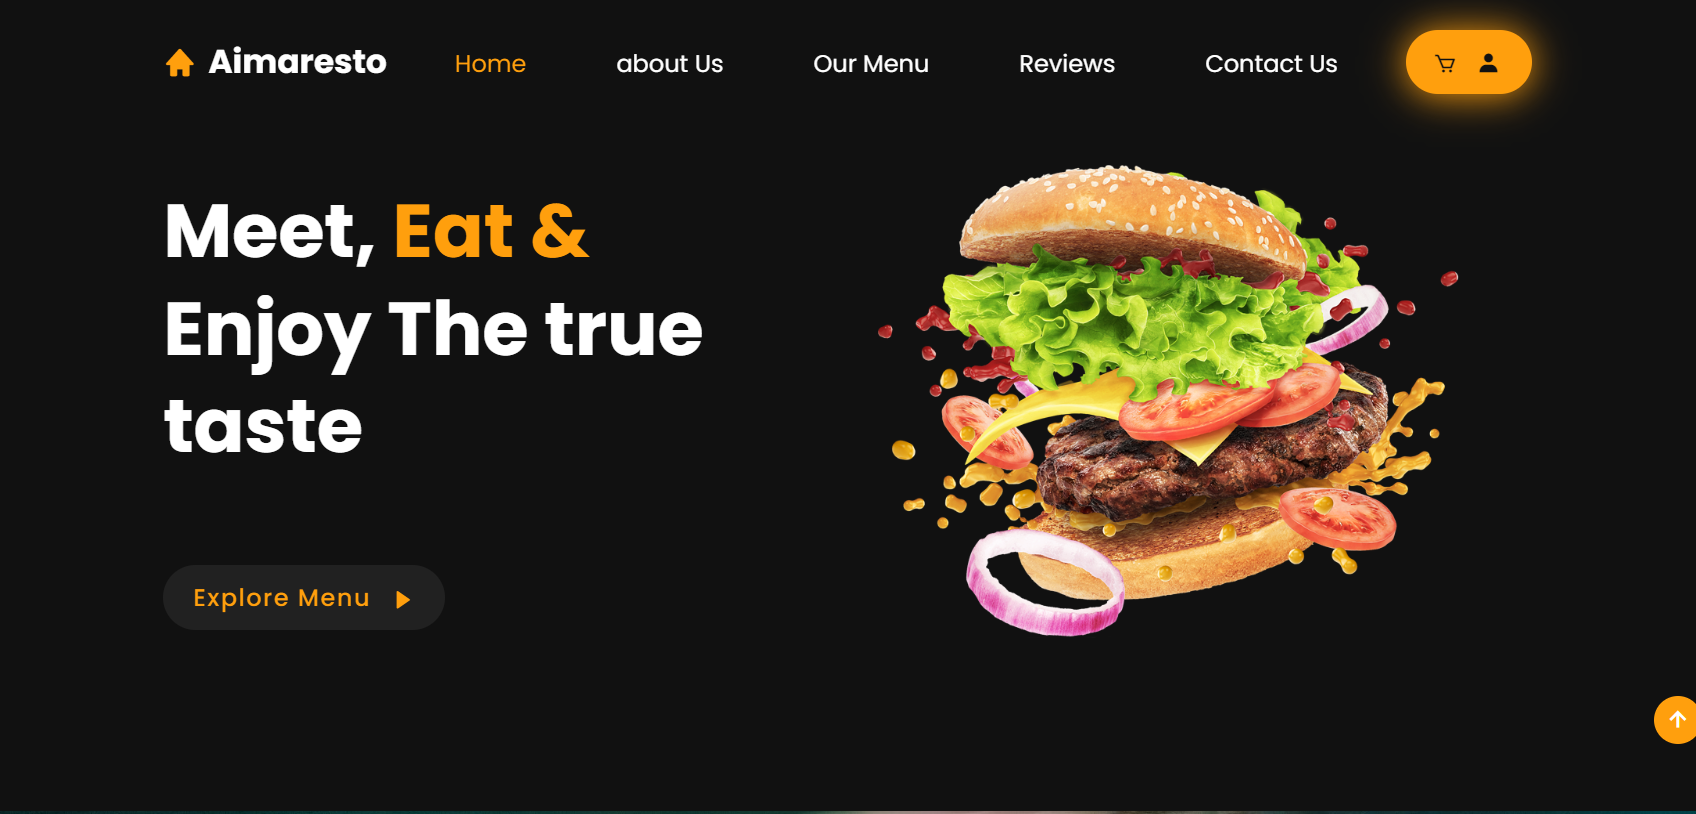 Aimaresto
Home
about Us
Our Menu
Reviews
Contact Us
Meet, Eat &
Enjoy The true
taste
Explore Menu